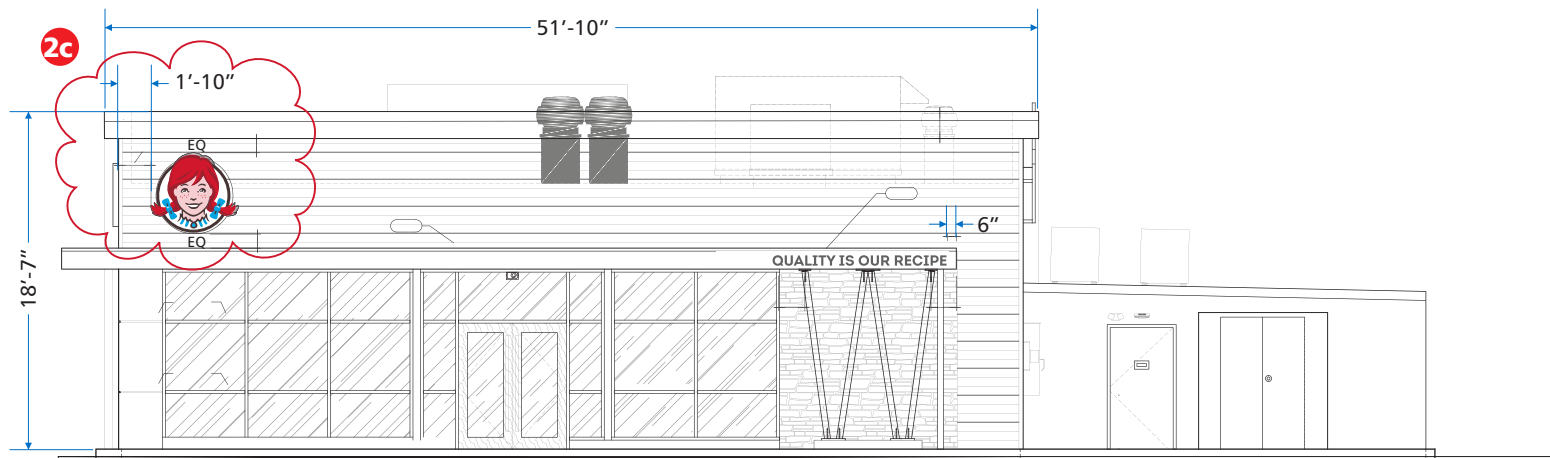 51’-10”
2c
1’-10”
EQ
EQ
6”
QUALITY IS OUR RECIPE
18’-7”